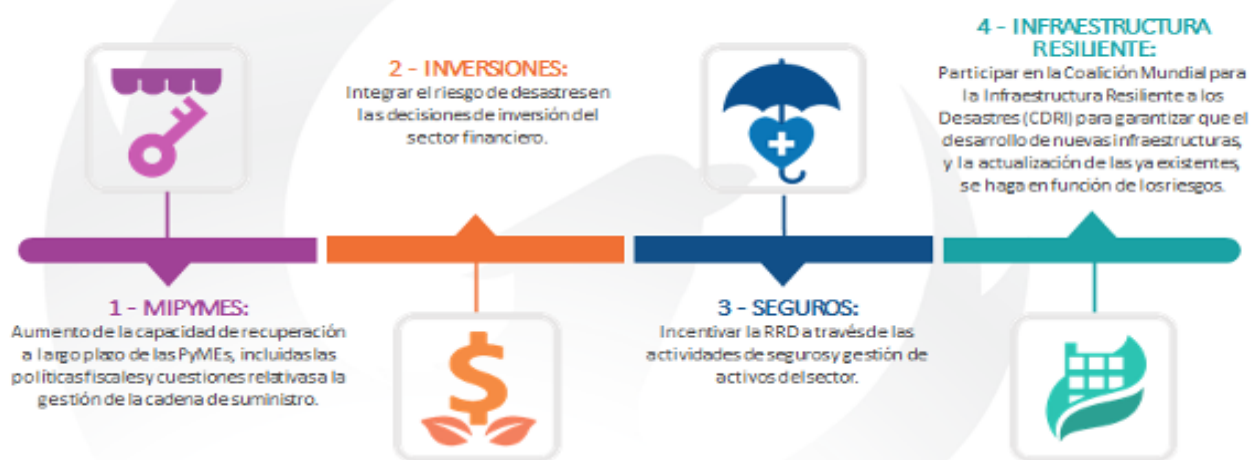 1 - MIPYMES:
Aumento de la capacidad de recuperación
a largo plazo de las PyMEs, incluidas las
políticas fiscales y cuestiones relativas a la
gestión de la cadena de suministro.
2 - INVERSIONES:
Integrar el riesgo de desastres en
las decisiones de inversión del
sector financiero.
3 - SEGUROS:
Incentivar la RRD a través de las
actividades de seguros y gestión de
activos del sector.
4 - INFRAESTRUCTURA
RESILIENTE:
Participar en la Coalición Mundial para
la Infraestructura Resiliente a los
Desastres (CDRI) para garantizar que el
desarrollo de nuevas infraestructuras,
y la actualización de las ya existentes,
se haga en función de los riesgos.